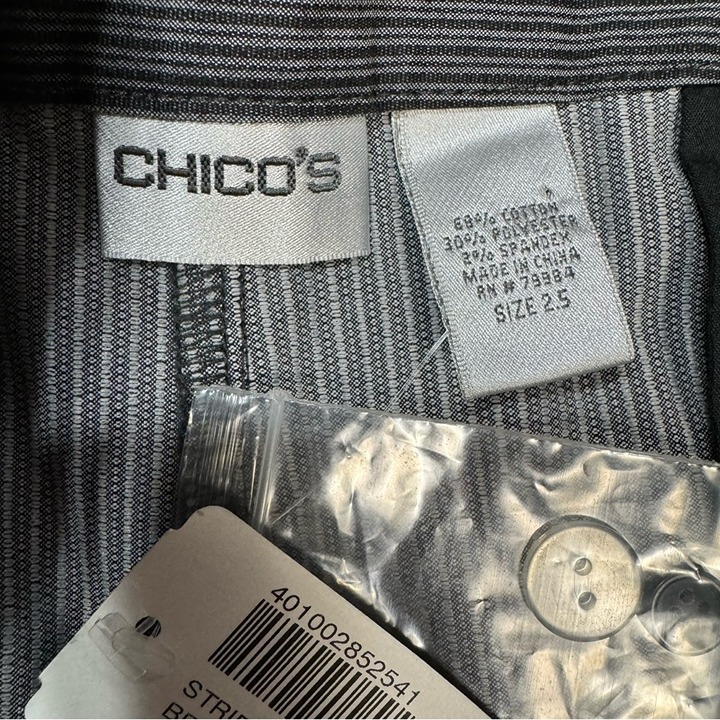 CHICO'S
68% COTTON
30% POLYESTER
2% SPANDEX
MADE IN CHINA
RN # 79984
SIZE 2.5
401002852541